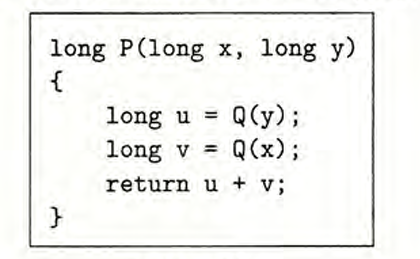 long P(long x, long y)
{
    long u = Q(y);
    long v = Q(x);
    return u + v;
}